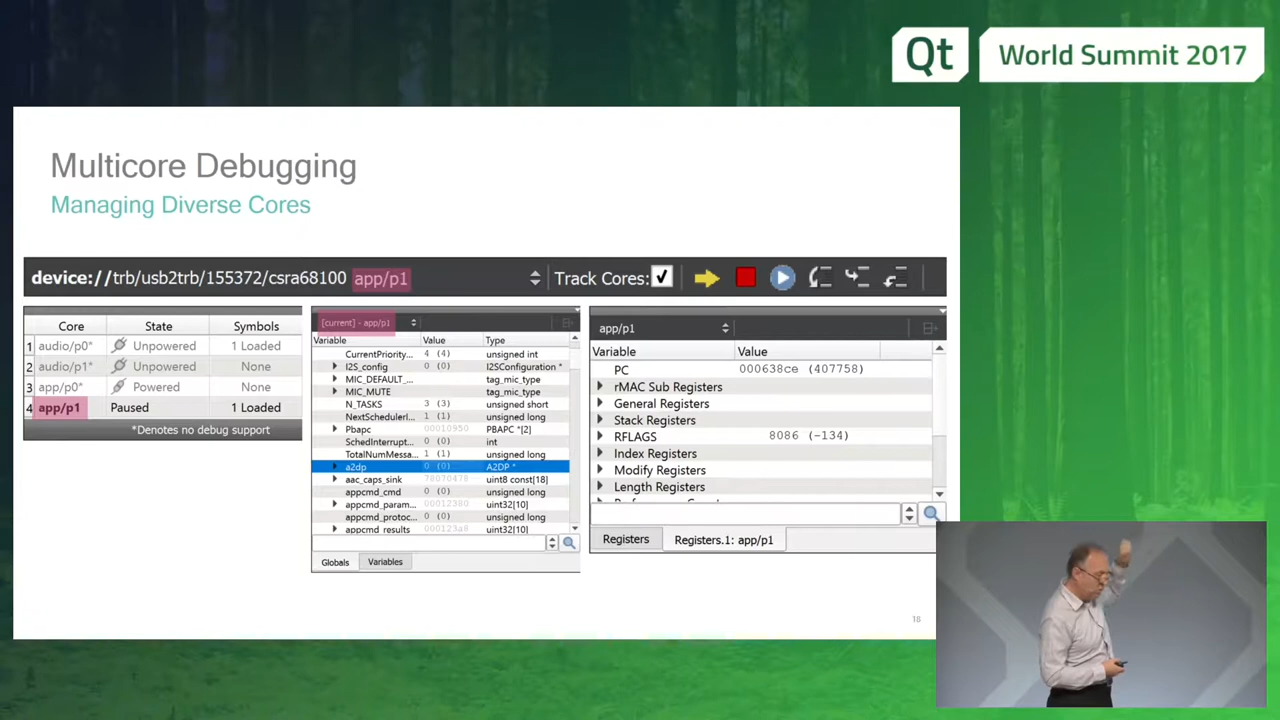 Qt World Summit 2017
Multicore Debugging
Managing Diverse Cores
device://trb/usb2trb/155372/csra68100 app/p1 Track Cores:
Core State Symbols
1 audio/p0* Unpowered 1 Loaded
2 audio/p1* Unpowered None
3 app/p0* Powered None
4 app/p1 Paused 1 Loaded
*Denotes no debug support
[current] - app/p1
Variable Value Type
CurrentPriority... 4 (4) unsigned int
I2S_config 0 (0) I2SConfiguration *
MIC_DEFAULT_... tag_mic_type
MIC_MUTE tag_mic_type
N_TASKS 3 (3) unsigned short
NextSchedulerI... 1 (1) unsigned long
Pbapc 00010950 PBAPC *[2]
SchedInterrupt... 0 (0) int
TotalNumMessa... 1 (1) unsigned long
a2dp 0 (0) A2DP *
aac_caps_sink 70070478 uint8 const[18]
appcmd_cmd 0 (0) unsigned long
appcmd_param... 00012380 uint32[10]
appcmd_protoc... 0 (0) unsigned long
appcmd_results 000123a8 uint32[10]
Globals Variables
app/p1
Variable Value
PC 000638ce (407758)
rMAC Sub Registers
General Registers
Stack Registers
RFLAGS 8086 (-134)
Index Registers
Modify Registers
Length Registers
Registers Registers.1: app/p1
18